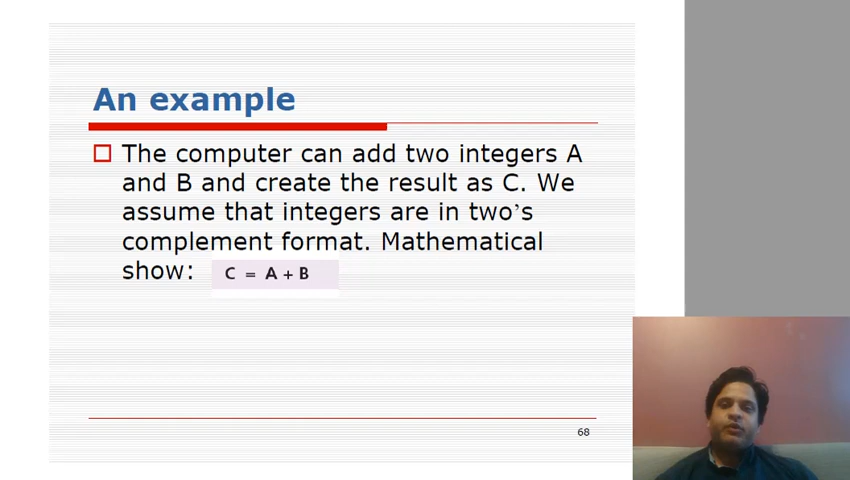 An example
The computer can add two integers A
and B and create the result as C. We
assume that integers are in two’s
complement format. Mathematical
show: C = A + B
68